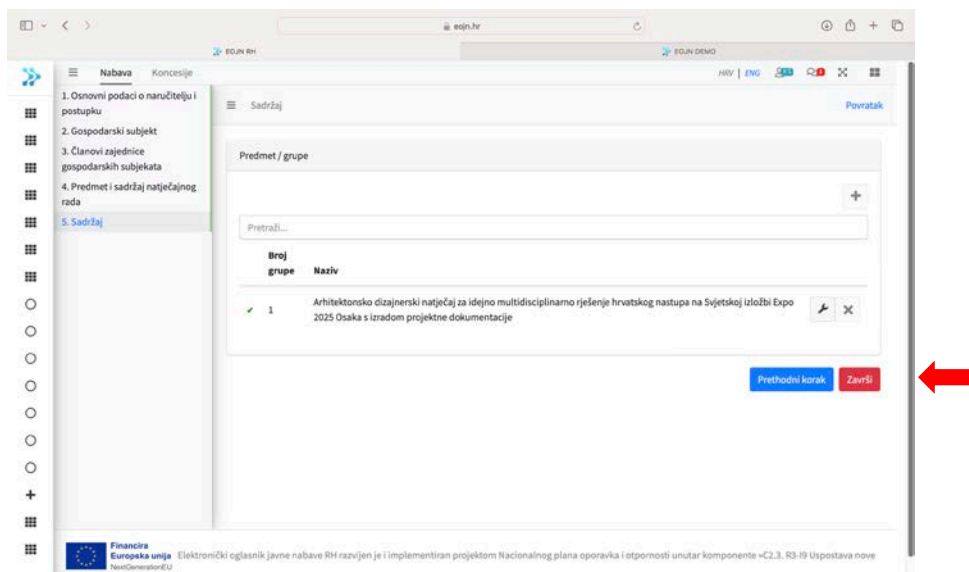 eojn.hr
EOJN RH
EOJN DEMO
Nabava Koncesije
HRV | ENG
1. Osnovni podaci o naručitelju i
postupku
2. Gospodarski subjekt
3. Članovi zajednice
gospodarskih subjekata
4. Predmet i sadržaj natječajnog
rada
5. Sadržaj
Sadržaj
Povratak
Predmet / grupe
Pretraži...
Broj
grupe Naziv
1 Arhitektonsko dizajnerski natječaj za idejno multidisciplinarno rješenje hrvatskog nastupa na Svjetskoj izložbi Expo
2025 Osaka s izradom projektne dokumentacije
Prethodni korak Završi
Financira
Europska unija
NextGenerationEU
Elektronički oglasnik javne nabave RH razvijen je i implementiran projektom Nacionalnog plana oporavka i otpornosti unutar komponente »C2.3. R3-I9 Uspostava nove